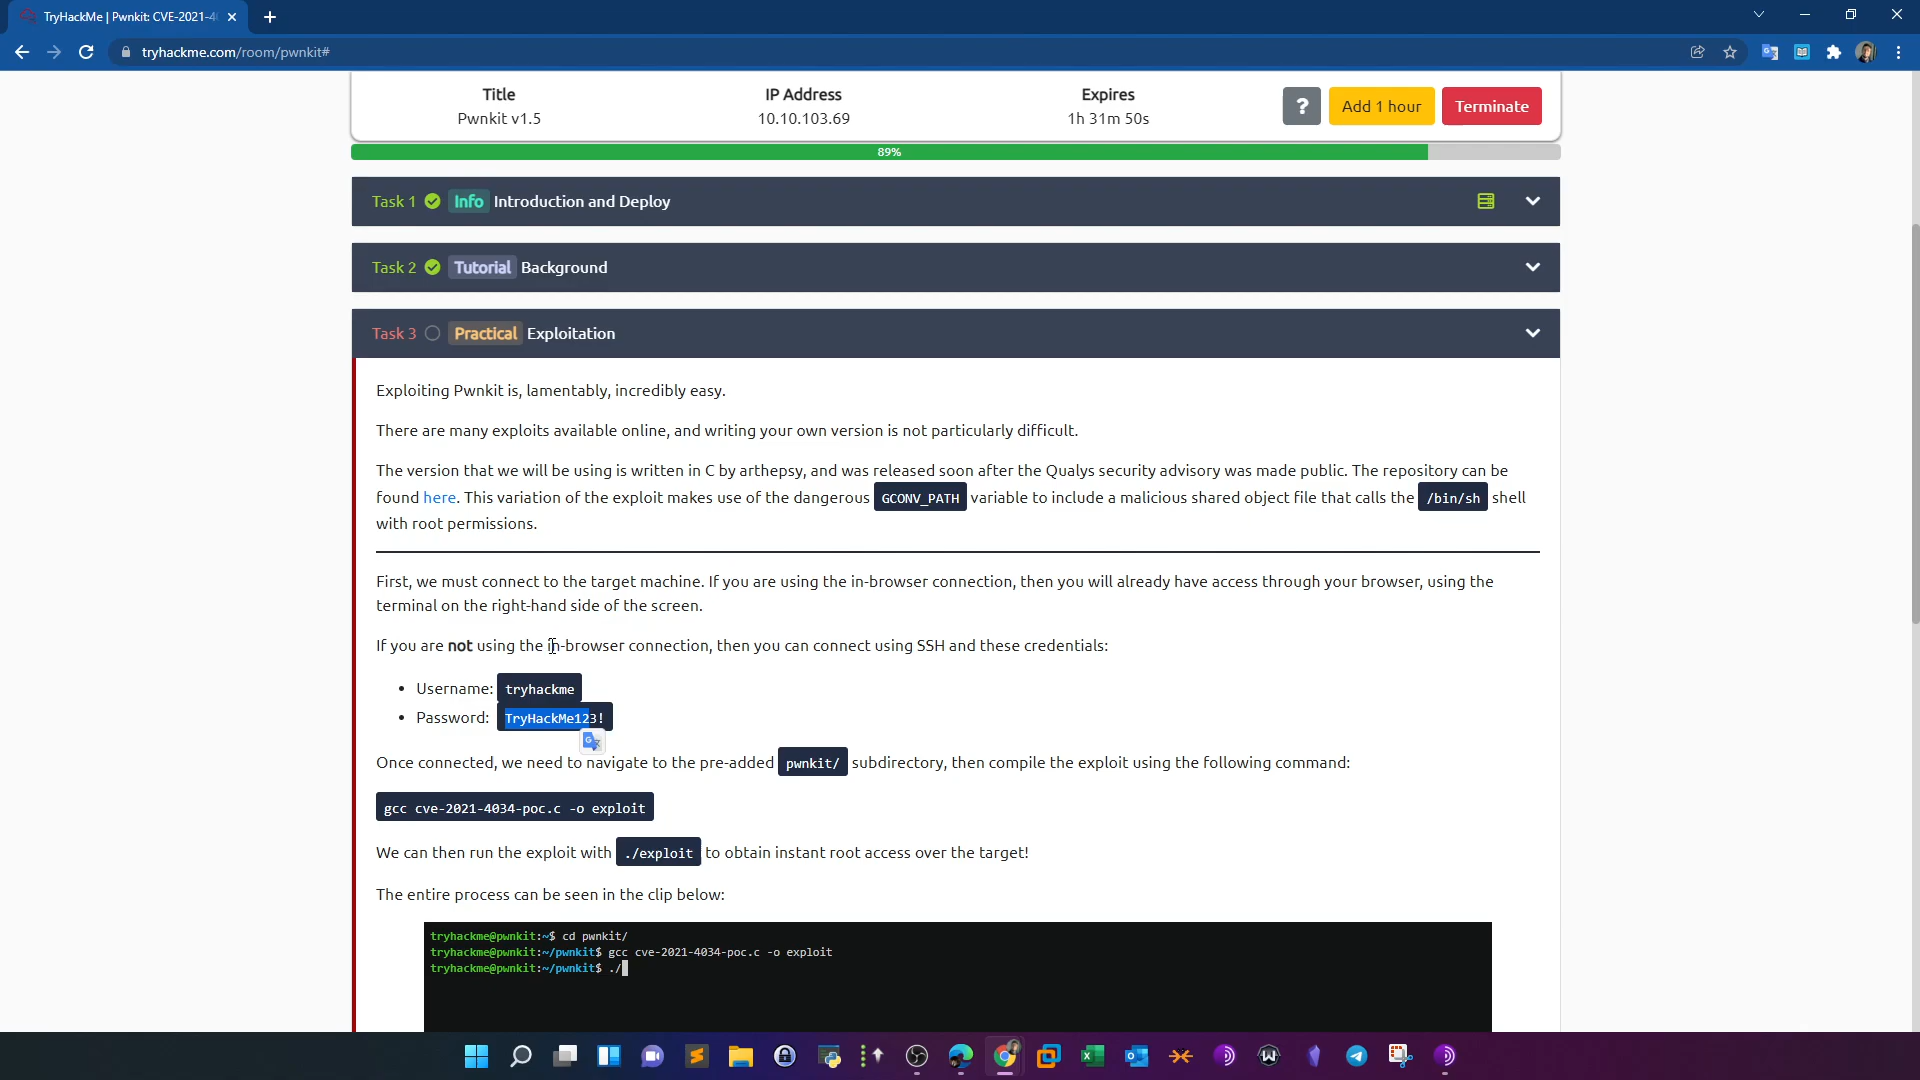 TryHackMe | Pwnkit: CVE-2021-4
tryhackme.com/room/pwnkit#
Title
IP Address
Expires
Pwnkit v1.5
10.10.103.69
1h 31m 50s
?
Add 1 hour
Terminate
89%
Task 1 Info Introduction and Deploy
Task 2 Tutorial Background
Task 3 Practical Exploitation
Exploiting Pwnkit is, lamentably, incredibly easy.
There are many exploits available online, and writing your own version is not particularly difficult.
The version that we will be using is written in C by arthepsy, and was released soon after the Qualys security advisory was made public. The repository can be
found here. This variation of the exploit makes use of the dangerous GCONV_PATH variable to include a malicious shared object file that calls the /bin/sh shell
with root permissions.
First, we must connect to the target machine. If you are using the in-browser connection, then you will already have access through your browser, using the
terminal on the right-hand side of the screen.
If you are not using the in-browser connection, then you can connect using SSH and these credentials:
• Username: tryhackme
• Password: TryHackMe123!
Once connected, we need to navigate to the pre-added pwnkit/ subdirectory, then compile the exploit using the following command:
gcc cve-2021-4034-poc.c -o exploit
We can then run the exploit with ./exploit to obtain instant root access over the target!
The entire process can be seen in the clip below:
tryhackme@pwnkit:~$ cd pwnkit/
tryhackme@pwnkit:~/pwnkit$ gcc cve-2021-4034-poc.c -o exploit
tryhackme@pwnkit:~/pwnkit$ ./